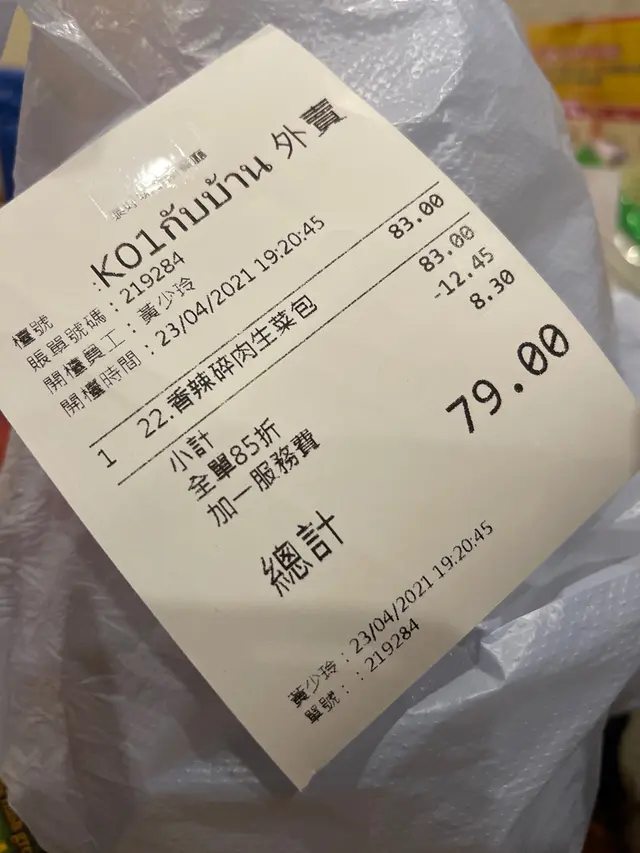 檯號 : K01กับบ้าน 外賣
賬單號碼 : 219284
開檯員工 : 黃少玲
開檯時間 : 23/04/2021 19:20:45
1 22.香辣碎肉生菜包 83.00
小計 83.00
全單85折 -12.45
加一服務費 8.30
總計 79.00
黃少玲 : 23/04/2021 19:20:45
單號 : : 219284